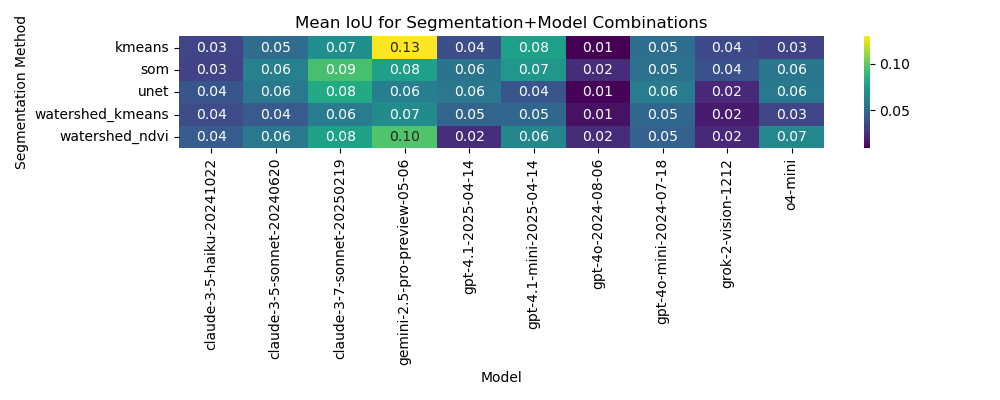 Mean IoU for Segmentation+Model Combinations
Segmentation Method
kmeans 0.03 0.05 0.07 0.13 0.04 0.08 0.01 0.05 0.04 0.03
som 0.03 0.06 0.09 0.08 0.06 0.07 0.02 0.05 0.04 0.06
unet 0.04 0.06 0.08 0.06 0.06 0.04 0.01 0.06 0.02 0.06
watershed_kmeans 0.04 0.04 0.06 0.07 0.05 0.05 0.01 0.05 0.02 0.03
watershed_ndvi 0.04 0.06 0.08 0.10 0.02 0.06 0.02 0.05 0.02 0.07
claude-3-5-haiku-20241022
claude-3-5-sonnet-20240620
claude-3-7-sonnet-20250219
gemini-2.5-pro-preview-05-06
gpt-4.1-2025-04-14
gpt-4.1-mini-2025-04-14
gpt-4o-2024-08-06
gpt-4o-mini-2024-07-18
grok-2-vision-1212
o4-mini
Model
0.10
0.05